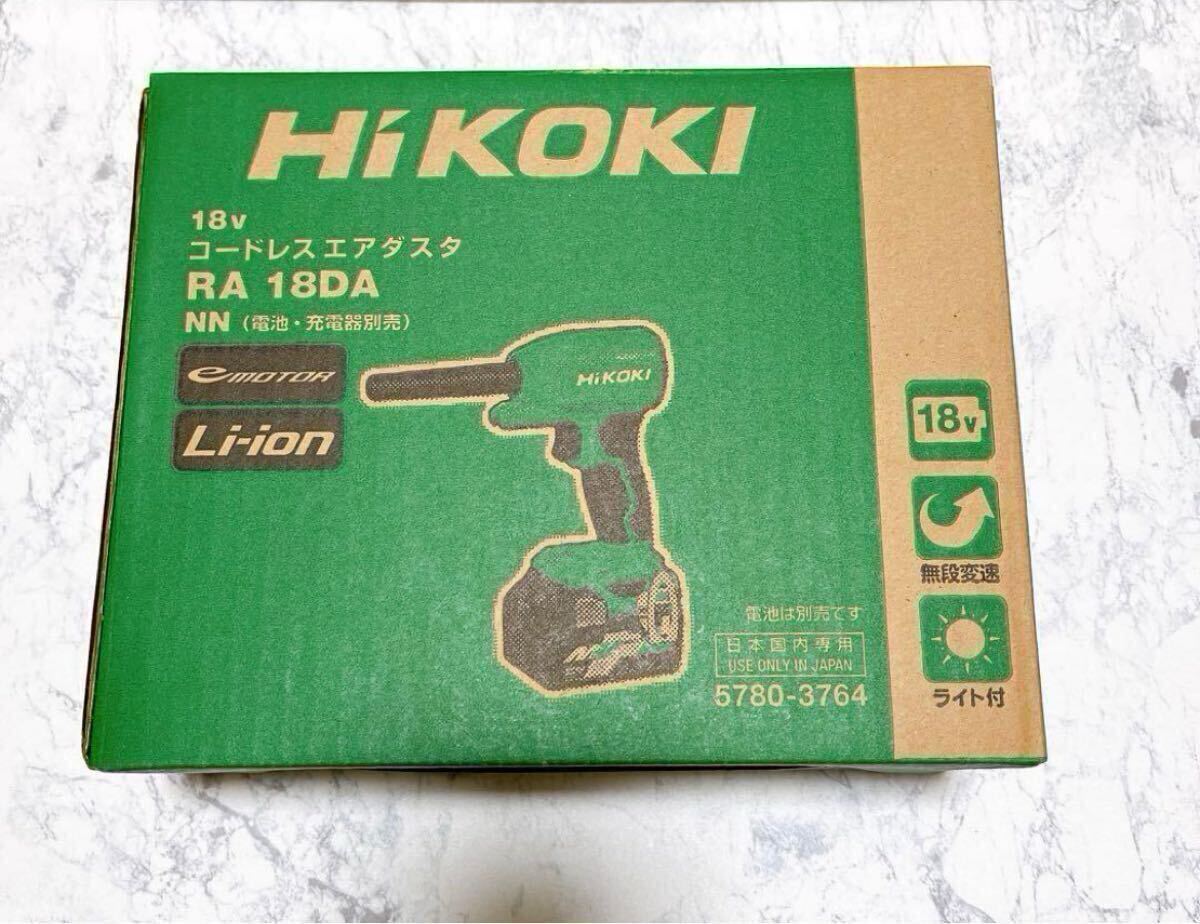 HiKOKI
18V
コードレスエアダスタ
RA 18DA
NN (電池・充電器別売)
e MOTOR
Li-ion
HiKOKI
18V
無段変速
電池は別売です
日本国内専用
USE ONLY IN JAPAN
5780-3764
ライト付